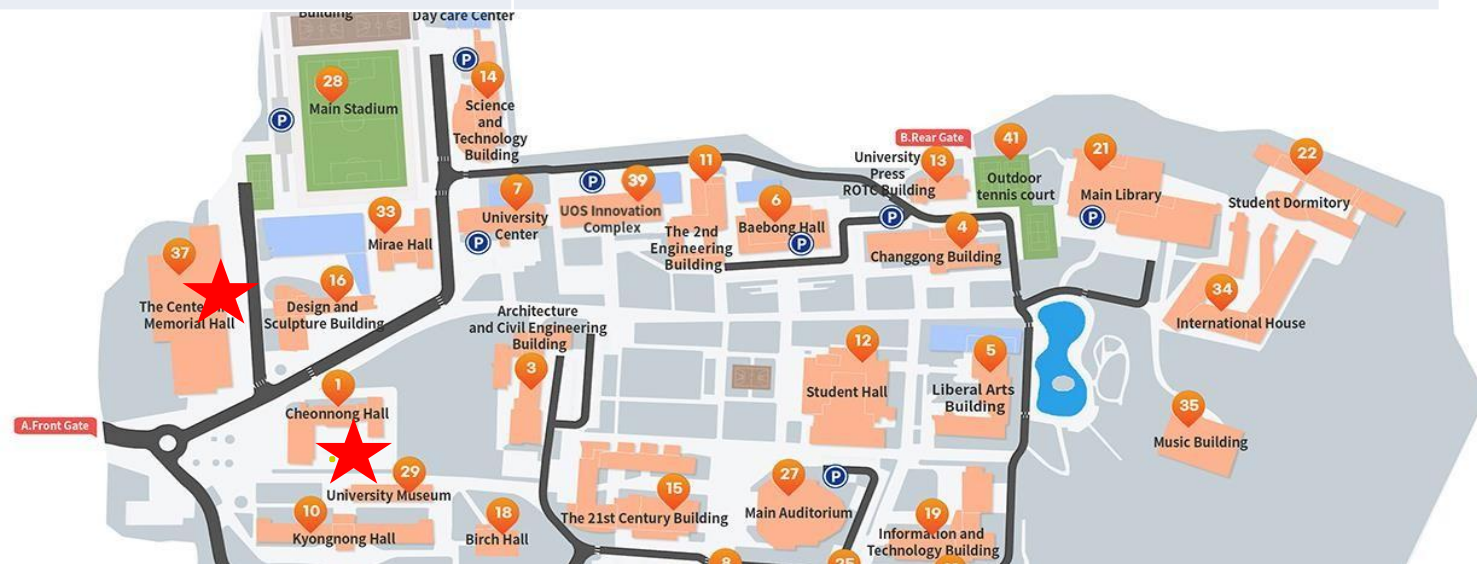 Building
Day care Center
P
28
Main Stadium
P
14
Science
and
Technology
Building
B.Rear Gate
University
Press
ROTC Building
13
41
Outdoor
tennis court
21
Main Library
P
22
Student Dormitory
11
The 2nd
Engineering
Building
P
39
UOS Innovation
Complex
7
University
Center
P
6
Baebong Hall
P
P
4
Changgong Building
33
Mirae Hall
37
Memorial Hall
16
Design and
Sculpture Building
34
International House
Architecture
and Civil Engineering
Building
3
12
Student Hall
5
Liberal Arts
Building
35
Music Building
1
Cheonnong Hall
A.Front Gate
29
University Museum
10
Kyongnong Hall
18
Birch Hall
15
The 21st Century Building
27
Main Auditorium
P
19
Information and
Technology Building
8
25